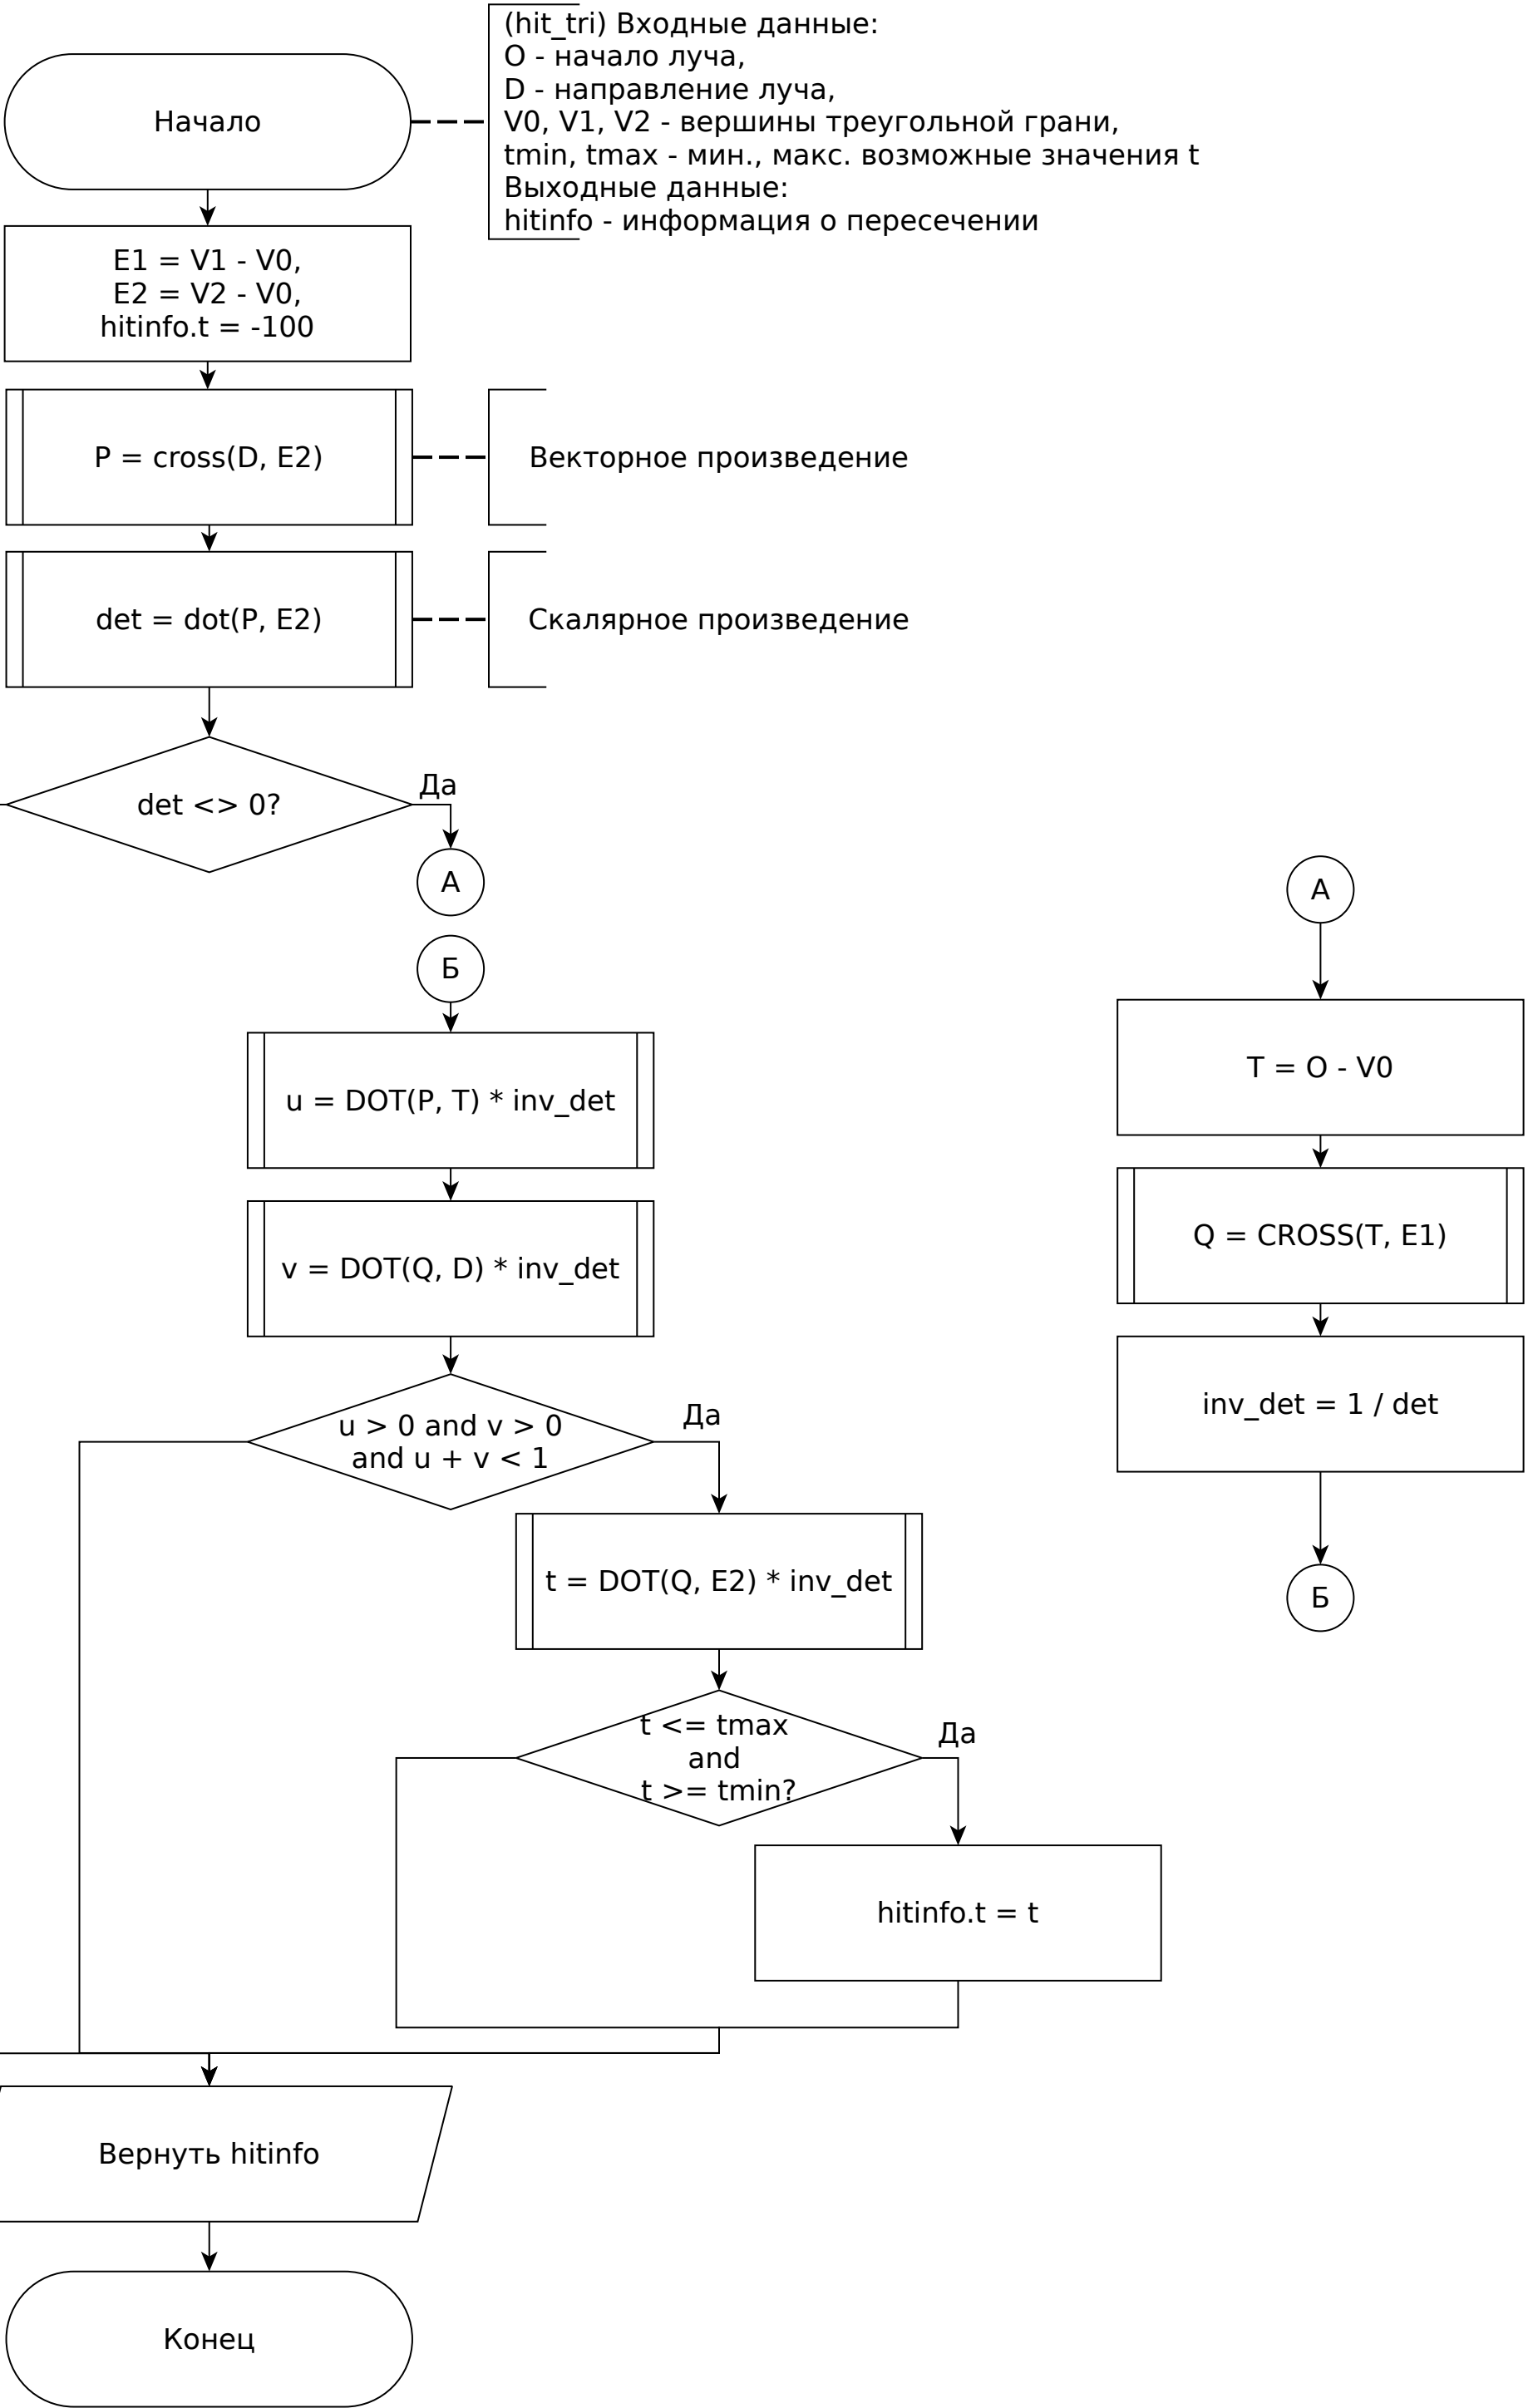 (hit_tri) Входные данные:
O - начало луча,
D - направление луча,
V0, V1, V2 - вершины треугольной грани,
tmin, tmax - мин., макс. возможные значения t
Выходные данные:
hitinfo - информация о пересечении
Начало
E1 = V1 - V0,
E2 = V2 - V0,
hitinfo.t = -100
P = cross(D, E2)
Векторное произведение
det = dot(P, E2)
Скалярное произведение
det <> 0?
Да
А
Б
u = DOT(P, T) * inv_det
v = DOT(Q, D) * inv_det
u > 0 and v > 0
and u + v < 1
Да
t = DOT(Q, E2) * inv_det
t <= tmax
and
t >= tmin?
Да
hitinfo.t = t
Вернуть hitinfo
Конец
А
T = O - V0
Q = CROSS(T, E1)
inv_det = 1 / det
Б